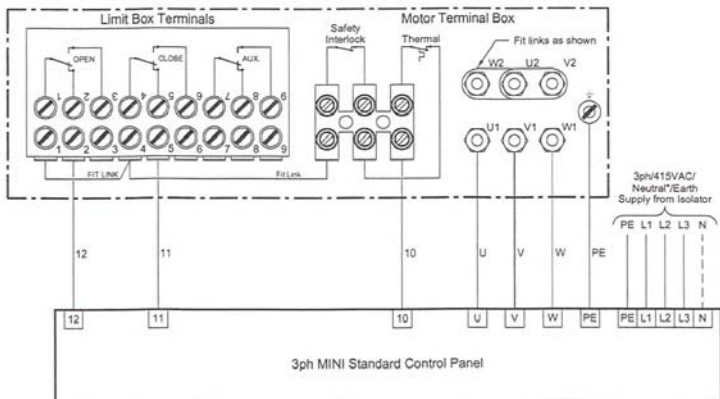 Limit Box Terminals
Safety
Interlock
Motor Terminal Box
Thermal
Fit links as shown
OPEN
CLOSE
AUX.
W2 U2 V2
1 2 3 4 5 6 7 8 9
1 2 3 4 5 6 7 8 9
U1 V1 W1
FIT LINK
Fit Link
3ph/415VAC/
Neutral*/Earth
Supply from Isolator
PE L1 L2 L3 N
12 11 10 U V W PE
12 11 10 U V W PE PE L1 L2 L3 N
3ph MINI Standard Control Panel